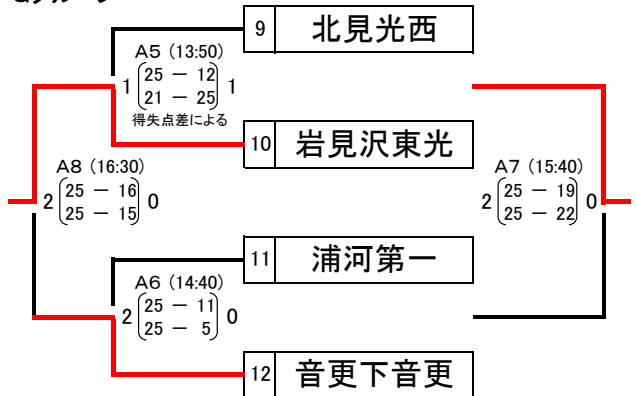 9 北見光西
A5 (13:50)
1 25 － 12 1
21 － 25
得失点差による
10 岩見沢東光
A8 (16:30)
2 25 － 16 0
25 － 15
A7 (15:40)
2 25 － 19 0
25 － 22
11 浦河第一
A6 (14:40)
2 25 － 11 0
25 － 5
12 音更下音更